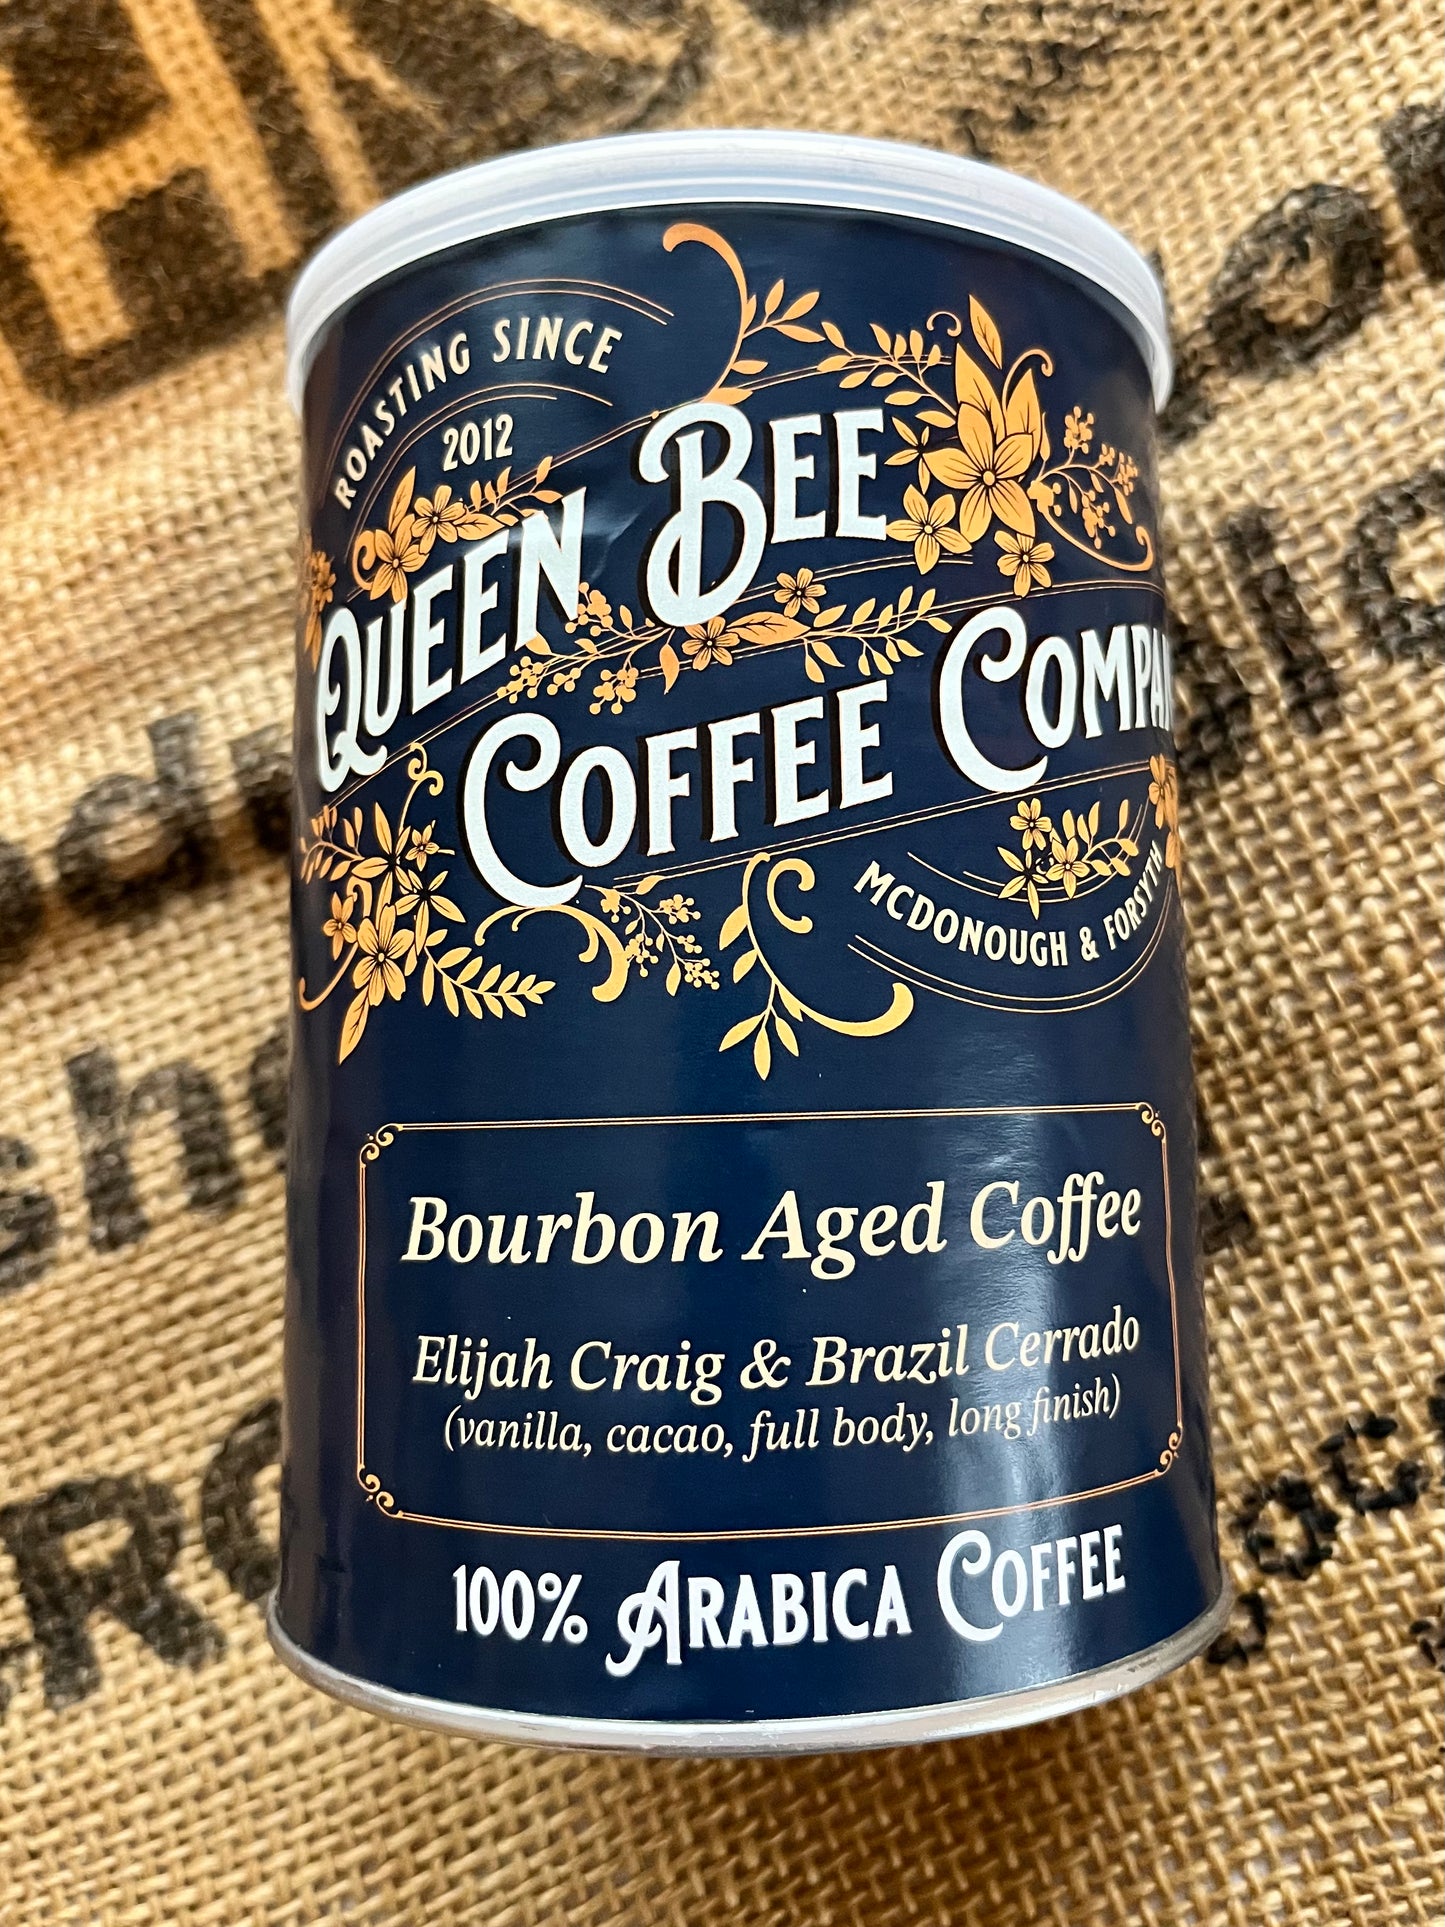 ROASTING SINCE
2012
QUEEN BEE
COFFEE COMPAN
MCDONOUGH & FORSYTH
Bourbon Aged Coffee
Elijah Craig & Brazil Cerrado
(vanilla, cacao, full body, long finish)
100% ARABICA COFFEE